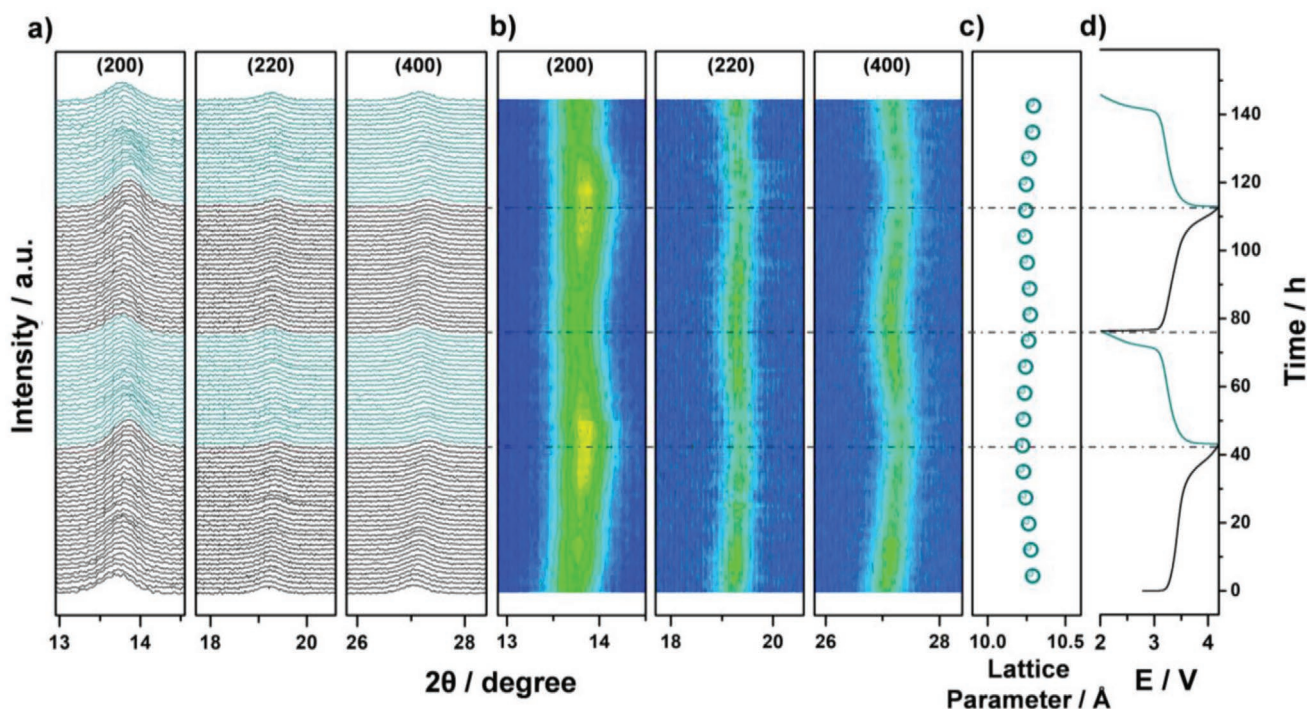 a) b) c) d)
(200) (220) (400) (200) (220) (400)
Intensity / a.u.
140
120
100
80
60
40
20
0
Time / h
13 14 18 20 26 28 13 14 18 20 26 28 10.0 10.5 2 3 4
2θ / degree
Lattice
Parameter / Å
E / V